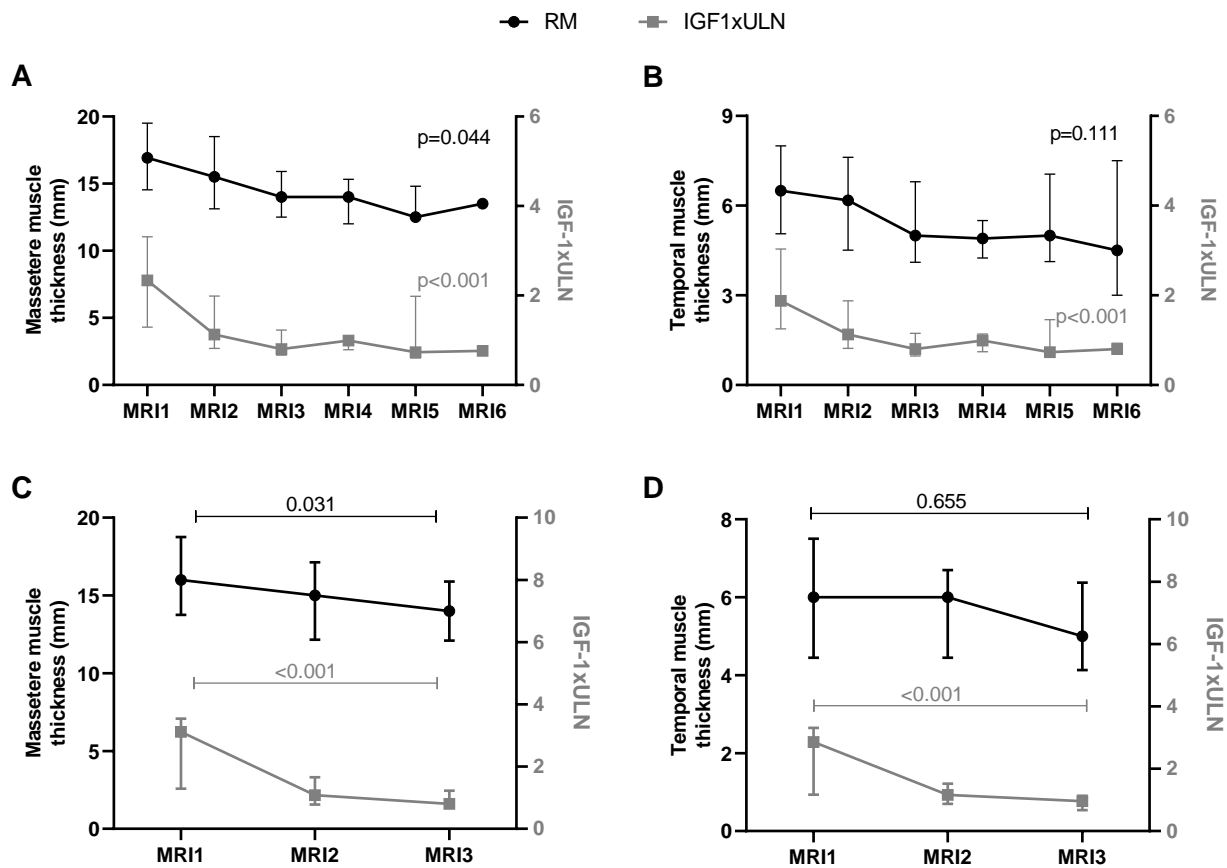 RM IGF1xULN
A
Massetere muscle
thickness (mm)
20
15
10
5
0
p=0.044
p<0.001
6
4
2
0
IGF-1xULN
MRI1 MRI2 MRI3 MRI4 MRI5 MRI6
B
Temporal muscle
thickness (mm)
9
6
3
0
p=0.111
p<0.001
6
4
2
0
IGF-1xULN
MRI1 MRI2 MRI3 MRI4 MRI5 MRI6
C
Massetere muscle
thickness (mm)
20
15
10
5
0
0.031
<0.001
10
8
6
4
2
0
IGF-1xULN
MRI1 MRI2 MRI3
D
Temporal muscle
thickness (mm)
8
6
4
2
0
0.655
<0.001
10
8
6
4
2
0
IGF-1xULN
MRI1 MRI2 MRI3